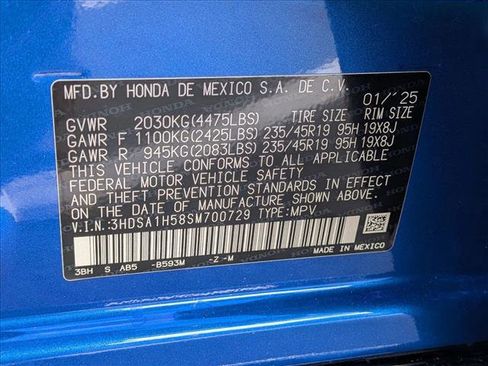 MFD. BY HONDA DE MEXICO S.A. DE C.V. 01/'25
GVWR 2030KG(4475LBS) TIRE SIZE RIM SIZE
GAWR F 1100KG(2425LBS) 235/45R19 95H 19X8J
GAWR R 945KG(2083LBS) 235/45R19 95H 19X8J
THIS VEHICLE CONFORMS TO ALL APPLICABLE
FEDERAL MOTOR VEHICLE SAFETY
AND THEFT PREVENTION STANDARDS IN EFFECT
ON THE DATE OF MANUFACTURE SHOWN ABOVE.
V.I.N.:3HDSA1H58SM700729 TYPE: MPV
MADE IN MEXICO
3BH S AB5 -B593M -Z -M